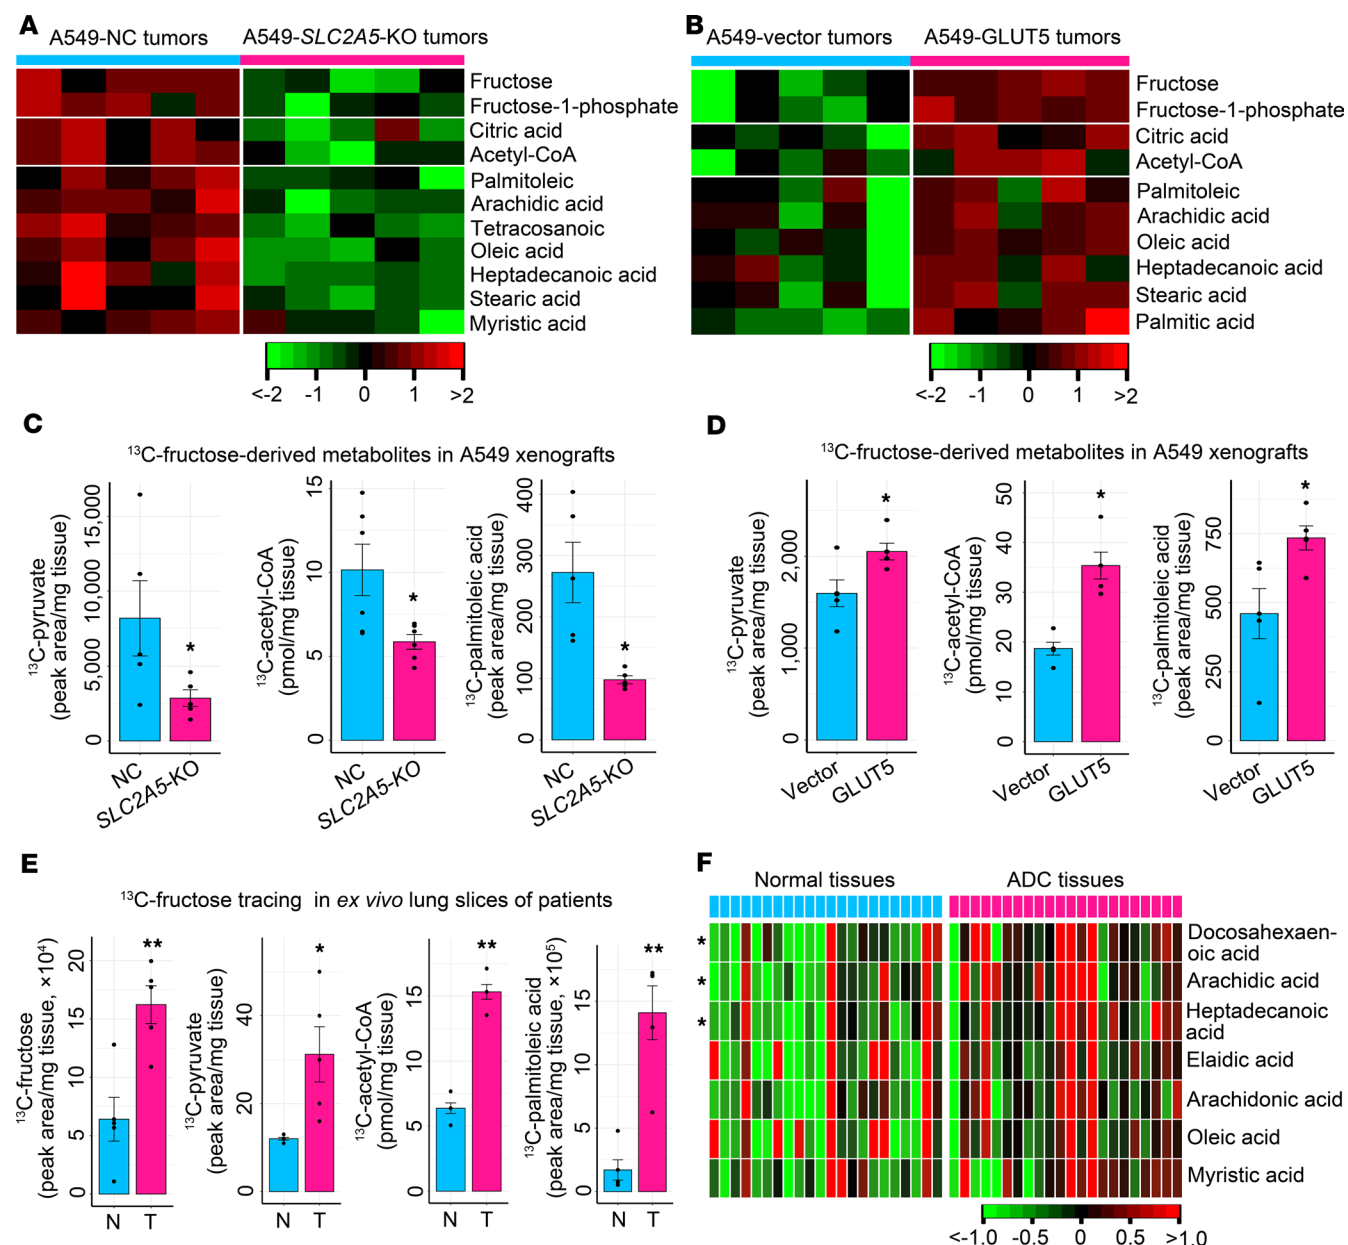 A
A549-NC tumors
A549-SLC2A5-KO tumors
Fructose
Fructose-1-phosphate
Citric acid
Acetyl-CoA
Palmitoleic
Arachidic acid
Tetracosanoic
Oleic acid
Heptadecanoic acid
Stearic acid
Myristic acid
<-2 -1 0 1 >2
B
A549-vector tumors
A549-GLUT5 tumors
Fructose
Fructose-1-phosphate
Citric acid
Acetyl-CoA
Palmitoleic
Arachidic acid
Oleic acid
Heptadecanoic acid
Stearic acid
Palmitic acid
<-2 -1 0 1 >2
C
¹³C-fructose-derived metabolites in A549 xenografts
¹³C-pyruvate
(peak area/mg tissue)
15,000
10,000
5,000
0
*
NC
SLC2A5-KO
¹³C-acetyl-CoA
(pmol/mg tissue)
15
10
5
0
*
NC
SLC2A5-KO
¹³C-palmitoleic acid
(peak area/mg tissue)
400
300
200
100
0
*
NC
SLC2A5-KO
D
¹³C-fructose-derived metabolites in A549 xenografts
¹³C-pyruvate
(peak area/mg tissue)
2,000
1,000
0
*
Vector
GLUT5
¹³C-acetyl-CoA
(pmol/mg tissue)
50
40
30
20
10
0
*
Vector
GLUT5
¹³C-palmitoleic acid
(peak area/mg tissue)
750
500
250
0
*
Vector
GLUT5
E
¹³C-fructose tracing in ex vivo lung slices of patients
¹³C-fructose
(peak area/mg tissue, ×10⁴)
20
15
10
5
0
**
N T
¹³C-pyruvate
(peak area/mg tissue)
40
20
0
*
N T
¹³C-acetyl-CoA
(pmol/mg tissue)
15
10
5
0
**
N T
¹³C-palmitoleic acid
(peak area/mg tissue, ×10⁵)
15
10
5
0
**
N T
F
Normal tissues
ADC tissues
* Docosahexaen-
oic acid
* Arachidic acid
* Heptadecanoic
acid
Elaidic acid
Arachidonic acid
Oleic acid
Myristic acid
<-1.0 -0.5 0 0.5 >1.0